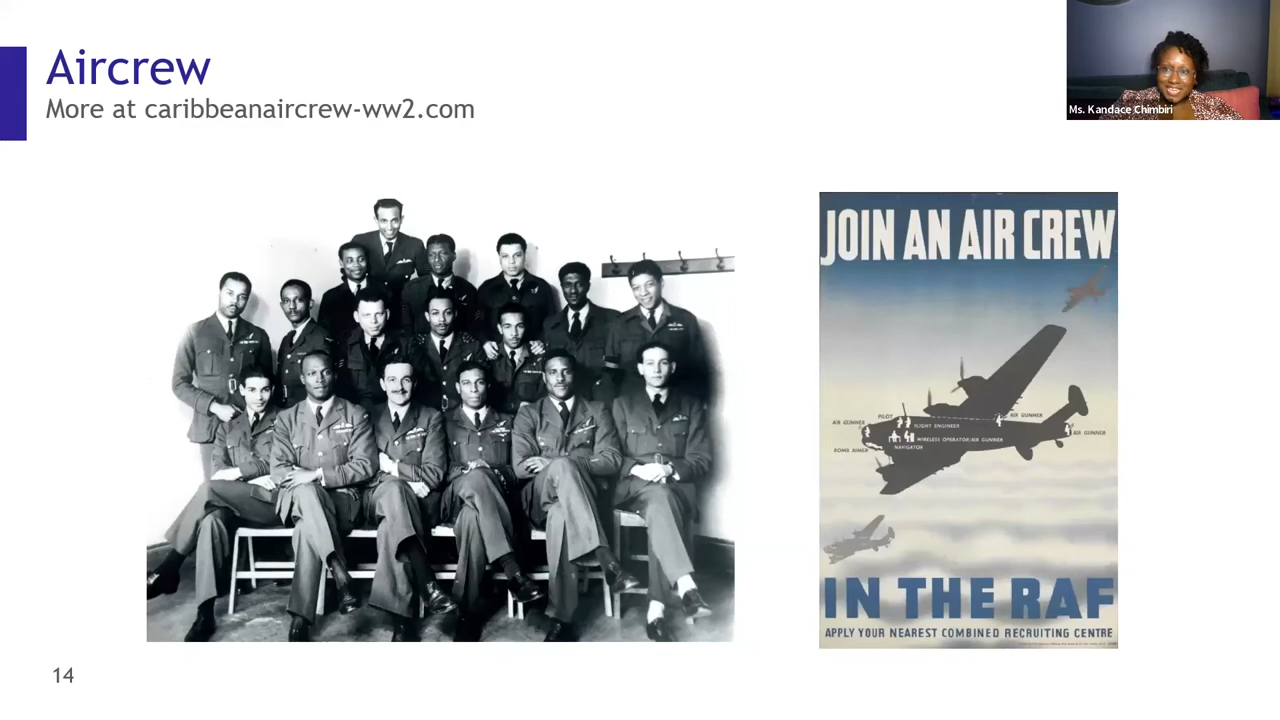 Aircrew
More at caribbeanaircrew-ww2.com
Ms. Kandace Chimbiri
JOIN AN AIR CREW
AIR GUNNER
PILOT
FLIGHT ENGINEER
AIR GUNNER
WIRELESS OPERATOR/AIR GUNNER
AIR GUNNER
NAVIGATOR
BOMB AIMER
IN THE RAF
APPLY YOUR NEAREST COMBINED RECRUITING CENTRE
14